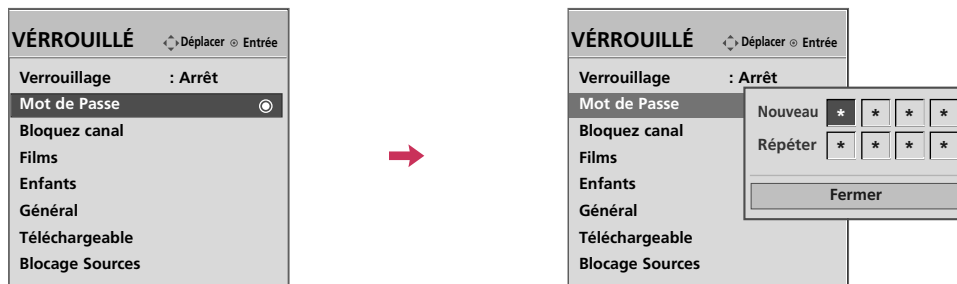 VÉRROUILLÉ Déplacer Entrée
Verrouillage : Arrêt
Mot de Passe
Bloquez canal
Films
Enfants
Général
Téléchargeable
Blocage Sources
VÉRROUILLÉ Déplacer Entrée
Verrouillage : Arrêt
Mot de Passe
Bloquez canal
Films
Enfants
Général
Téléchargeable
Blocage Sources
Nouveau * * * *
Répéter * * * *
Fermer